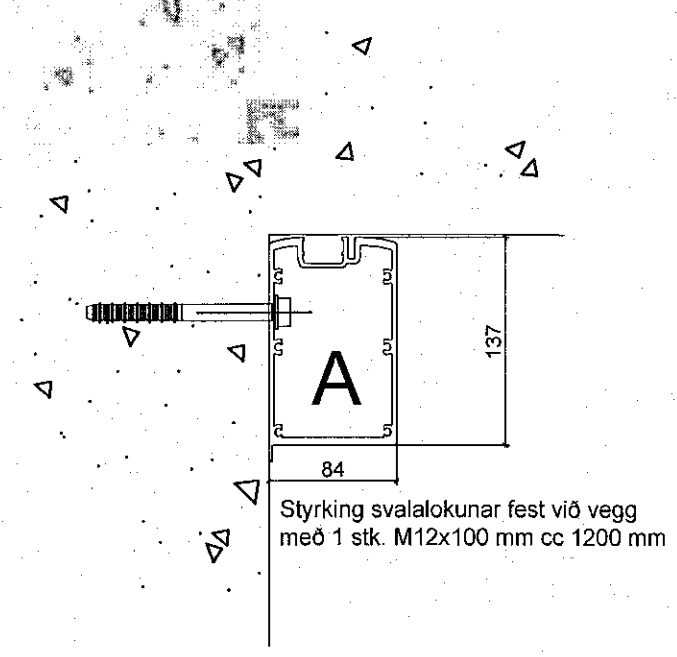 137
A
84
Styrking svalalokunar fest við vegg
með 1 stk. M12x100 mm cc 1200 mm